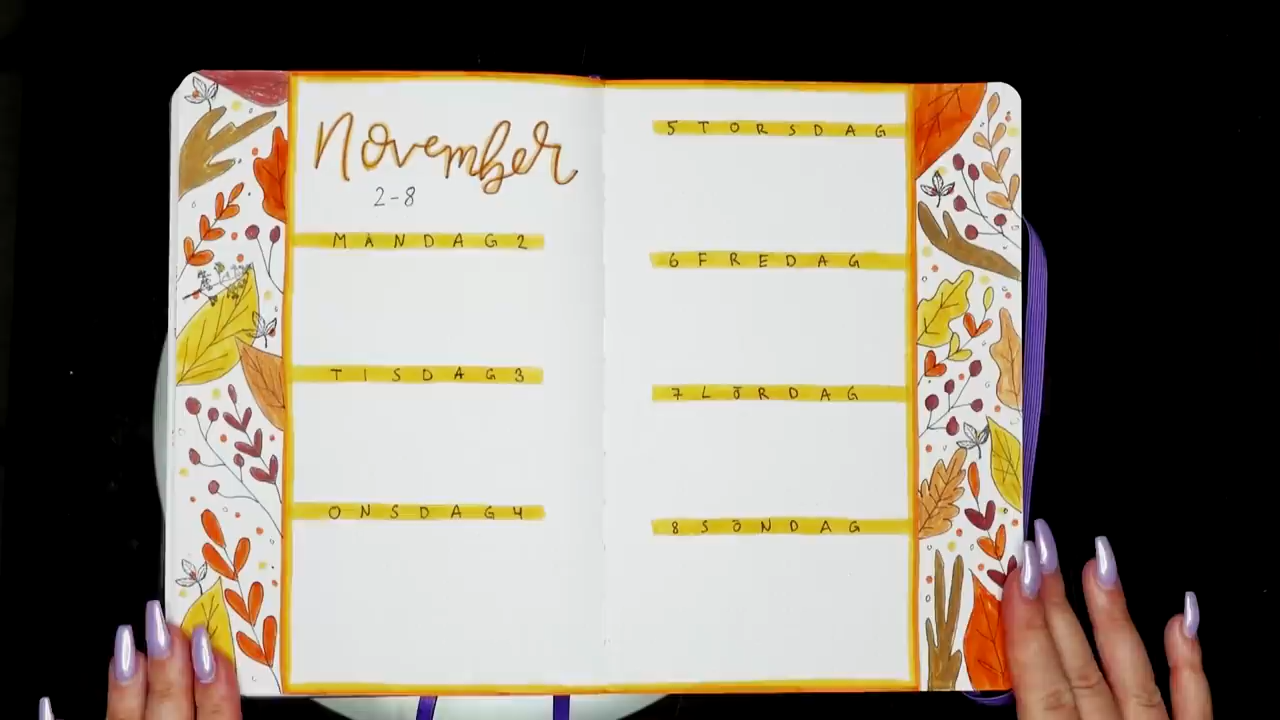 November
2-8
MÅNDAG 2
TISDAG 3
ONSDAG 4
5 TORSDAG
6 FREDAG
7 LÖRDAG
8 SÖNDAG